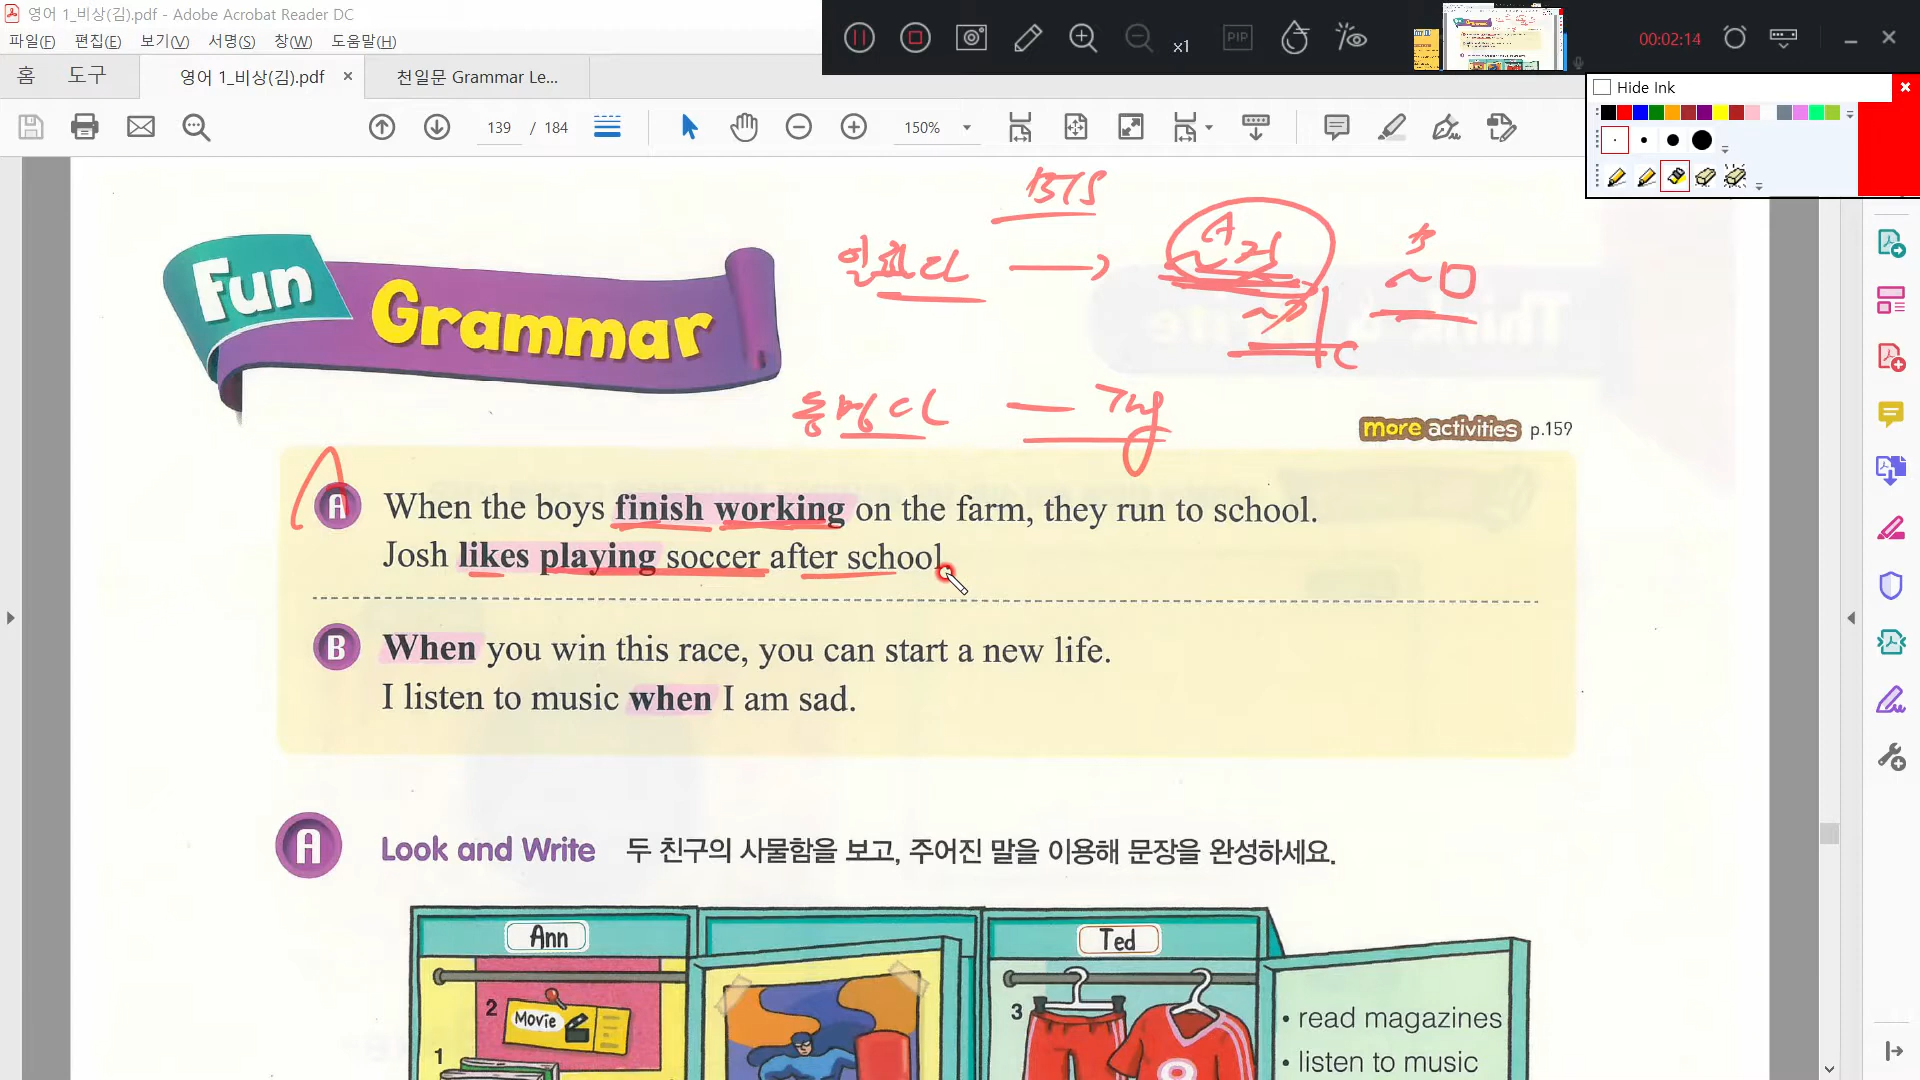 영어 1_비상(김).pdf - Adobe Acrobat Reader DC
파일(F) 편집(E) 보기(V) 서명(S) 창(W) 도움말(H)
x1
PIP
00:02:14
홈 도구 영어 1_비상(김).pdf × 천일문 Grammar Le...
Hide Ink
139 / 184 150%
Fun
Grammar
more activities p.159
A When the boys finish working on the farm, they run to school.
Josh likes playing soccer after school.
B When you win this race, you can start a new life.
I listen to music when I am sad.
A Look and Write 두 친구의 사물함을 보고, 주어진 말을 이용해 문장을 완성하세요.
Ann
Ted
2
Movie
1
3
• read magazines
• listen to music